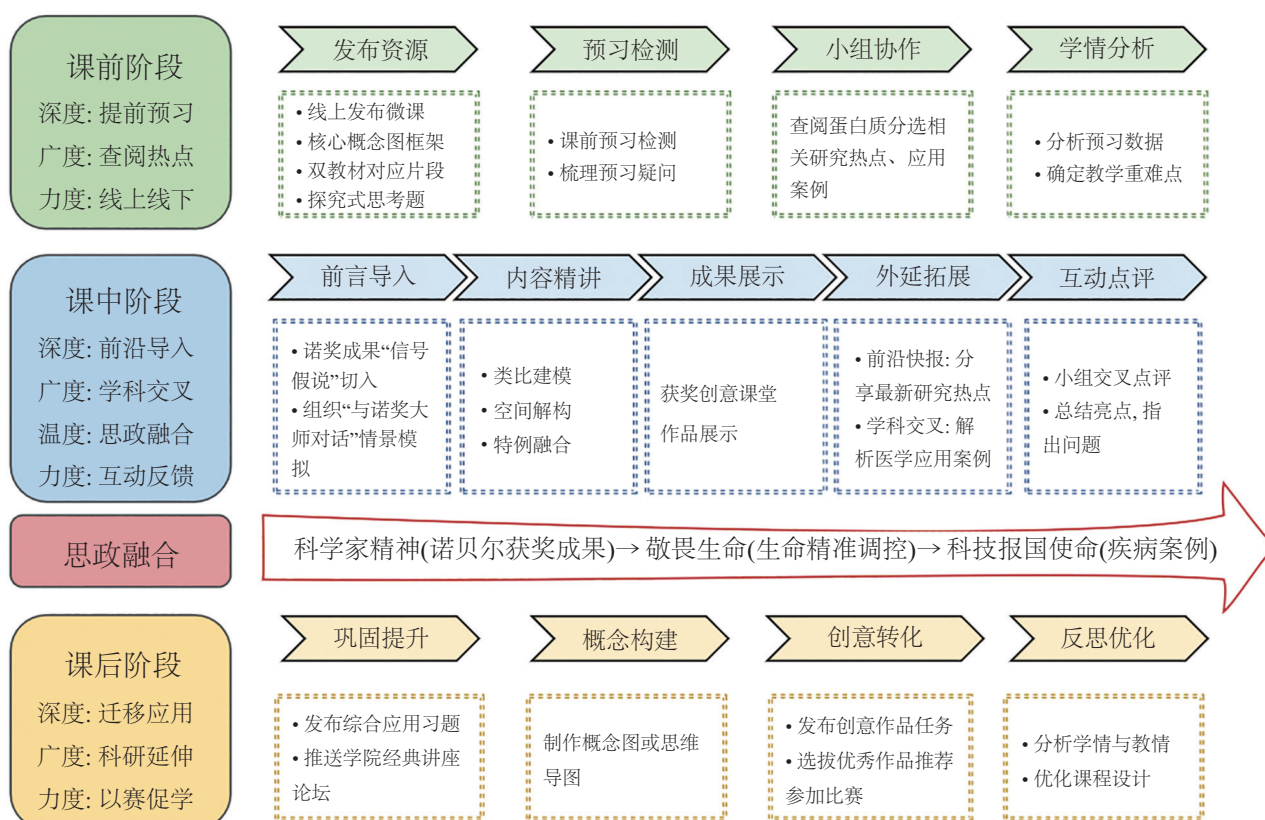 课前阶段
深度: 提前预习
广度: 查阅热点
力度: 线上线下
发布资源
• 线上发布微课
• 核心概念图框架
• 双教材对应片段
• 探究式思考题
预习检测
• 课前预习检测
• 梳理预习疑问
小组协作
查阅蛋白质分选相
关研究热点、应用
案例
学情分析
• 分析预习数据
• 确定教学重难点
课中阶段
深度: 前沿导入
广度: 学科交叉
温度: 思政融合
力度: 互动反馈
前言导入
• 诺奖成果“信号
假说”切入
• 组织“与诺奖大
师对话”情景模
拟
内容精讲
• 类比建模
• 空间解构
• 特例融合
成果展示
获奖创意课堂
作品展示
外延拓展
• 前沿快报: 分
享最新研究热点
• 学科交叉: 解
析医学应用案例
互动点评
• 小组交叉点评
• 总结亮点, 指
出问题
思政融合
科学家精神(诺贝尔获奖成果)→ 敬畏生命(生命精准调控)→ 科技报国使命(疾病案例)
课后阶段
深度: 迁移应用
广度: 科研延伸
力度: 以赛促学
巩固提升
• 发布综合应用习题
• 推送学院经典讲座
论坛
概念构建
制作概念图或思维
导图
创意转化
• 发布创意作品任务
• 选拔优秀作品推荐
参加比赛
反思优化
• 分析学情与教情
• 优化课程设计